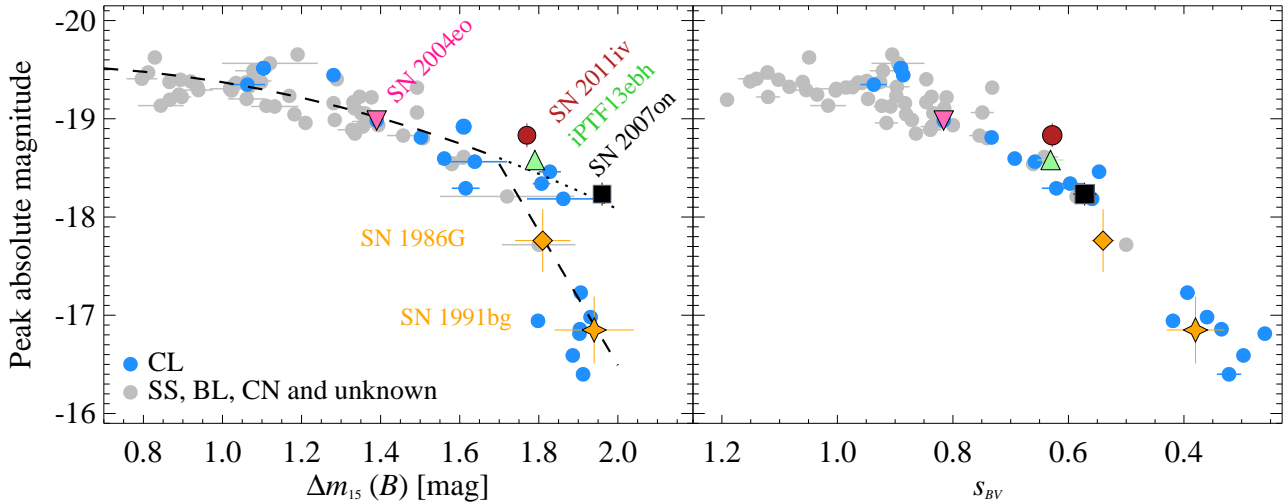 -20
-19
-18
-17
-16
Peak absolute magnitude
SN 2004eo
SN 2011iv
iPTF13ebh
SN 2007on
SN 1986G
SN 1991bg
CL
SS, BL, CN and unknown
0.8 1.0 1.2 1.4 1.6 1.8 2.0
Δm₁₅ (B) [mag]
1.2 1.0 0.8 0.6 0.4
s_BV